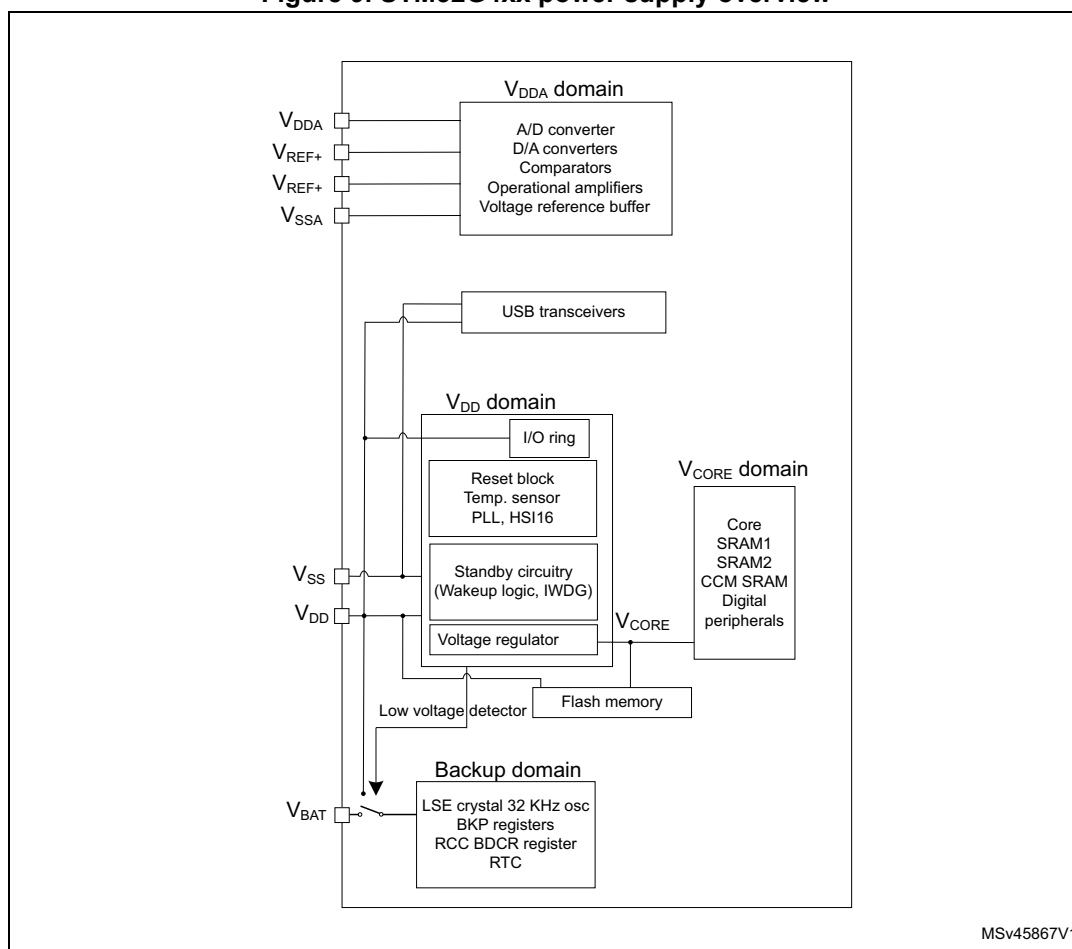 VDDA domain
VDDA
VREF+
VREF+
VSSA
A/D converter
D/A converters
Comparators
Operational amplifiers
Voltage reference buffer
USB transceivers
VDD domain
I/O ring
Reset block
Temp. sensor
PLL, HSI16
VCORE domain
Core
SRAM1
SRAM2
CCM SRAM
Digital
peripherals
VSS
VDD
Standby circuitry
(Wakeup logic, IWDG)
Voltage regulator
VCORE
Flash memory
Low voltage detector
Backup domain
VBAT
LSE crystal 32 KHz osc
BKP registers
RCC BDCR register
RTC
MSv45867V1